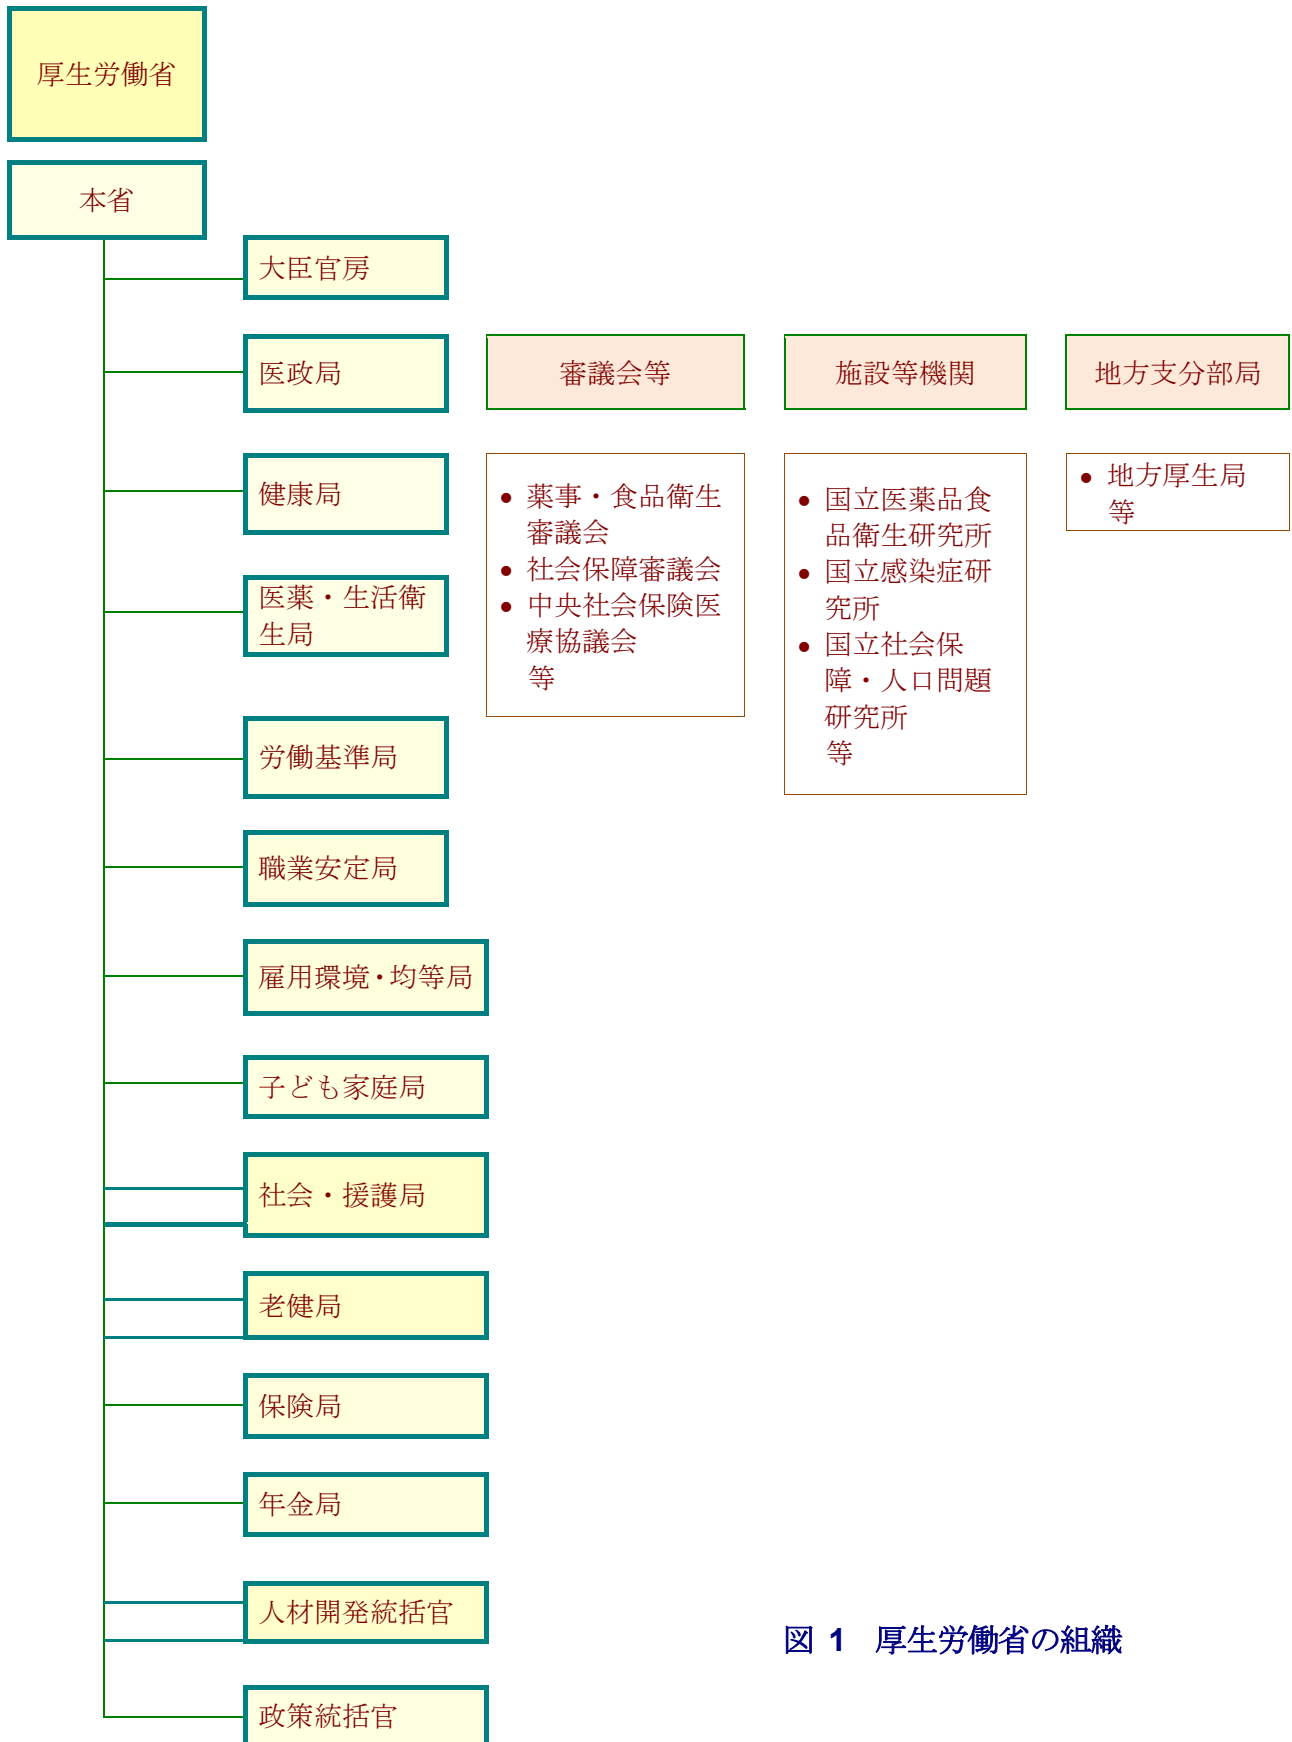 厚生労働省
本省
大臣官房
医政局
健康局
医薬・生活衛
生局
労働基準局
職業安定局
雇用環境・均等局
子ども家庭局
社会・援護局
老健局
保険局
年金局
人材開発統括官
政策統括官
審議会等
● 薬事・食品衛生
審議会
● 社会保障審議会
● 中央社会保険医
療協議会
等
施設等機関
● 国立医薬品食
品衛生研究所
● 国立感染症研
究所
● 国立社会保
障・人口問題
研究所
等
地方支分部局
● 地方厚生局
等
図 1 厚生労働省の組織